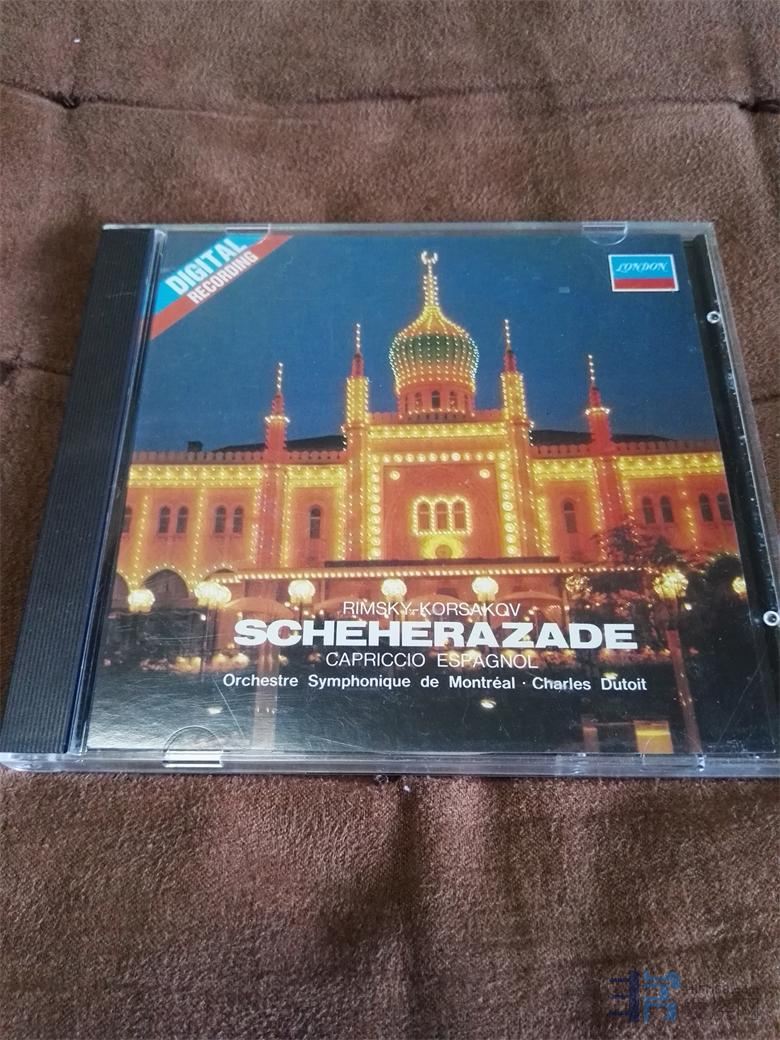 DIGITAL
RECORDING
LONDON
RIMSKY-KORSAKOV
SCHEHERAZADE
CAPRICCIO ESPAGNOL
Orchestre Symphonique de Montréal · Charles Dutoit